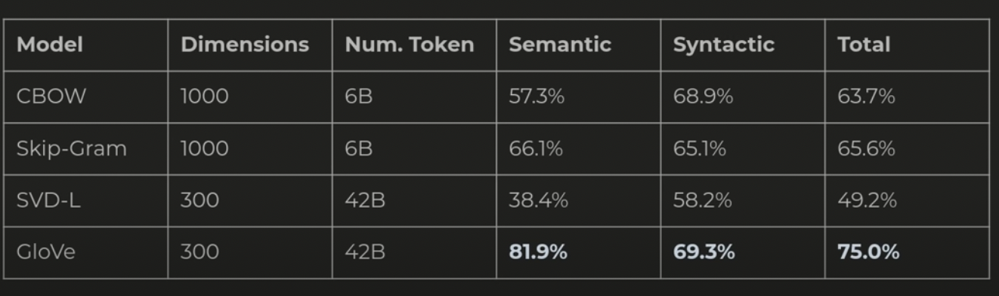 Model Dimensions Num. Token Semantic Syntactic Total
CBOW 1000 6B 57.3% 68.9% 63.7%
Skip-Gram 1000 6B 66.1% 65.1% 65.6%
SVD-L 300 42B 38.4% 58.2% 49.2%
GloVe 300 42B 81.9% 69.3% 75.0%